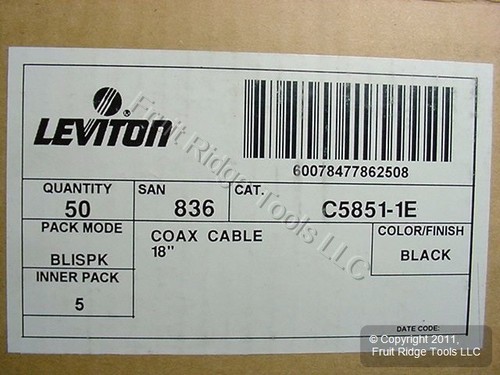 LEVITON
60078477862508
QUANTITY
50
SAN
836
CAT.
C5851-1E
PACK MODE
BLISPK
COAX CABLE
18"
COLOR/FINISH
BLACK
INNER PACK
5
DATE CODE:
Fruit Ridge Tools LLC
© Copyright 2011,
Fruit Ridge Tools LLC